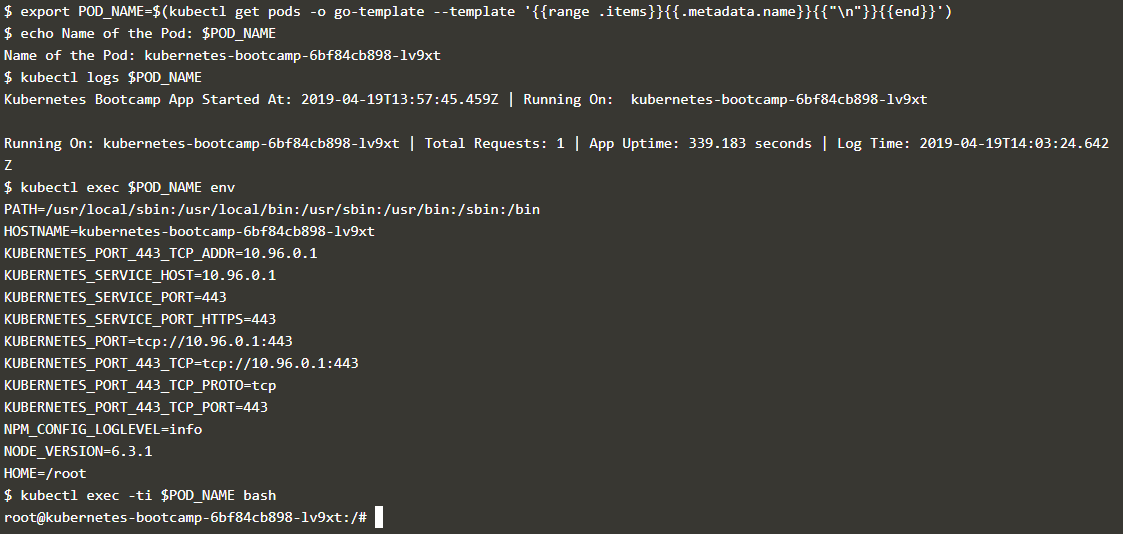 $ export POD_NAME=$(kubectl get pods -o go-template --template '{{range .items}}{{.metadata.name}}{{"\n"}}{{end}}')
$ echo Name of the Pod: $POD_NAME
Name of the Pod: kubernetes-bootcamp-6bf84cb898-lv9xt
$ kubectl logs $POD_NAME
Kubernetes Bootcamp App Started At: 2019-04-19T13:57:45.459Z | Running On:  kubernetes-bootcamp-6bf84cb898-lv9xt
Running On: kubernetes-bootcamp-6bf84cb898-lv9xt | Total Requests: 1 | App Uptime: 339.183 seconds | Log Time: 2019-04-19T14:03:24.642
Z
$ kubectl exec $POD_NAME env
PATH=/usr/local/sbin:/usr/local/bin:/usr/sbin:/usr/bin:/sbin:/bin
HOSTNAME=kubernetes-bootcamp-6bf84cb898-lv9xt
KUBERNETES_PORT_443_TCP_ADDR=10.96.0.1
KUBERNETES_SERVICE_HOST=10.96.0.1
KUBERNETES_SERVICE_PORT=443
KUBERNETES_SERVICE_PORT_HTTPS=443
KUBERNETES_PORT=tcp://10.96.0.1:443
KUBERNETES_PORT_443_TCP=tcp://10.96.0.1:443
KUBERNETES_PORT_443_TCP_PROTO=tcp
KUBERNETES_PORT_443_TCP_PORT=443
NPM_CONFIG_LOGLEVEL=info
NODE_VERSION=6.3.1
HOME=/root
$ kubectl exec -ti $POD_NAME bash
root@kubernetes-bootcamp-6bf84cb898-lv9xt:/#